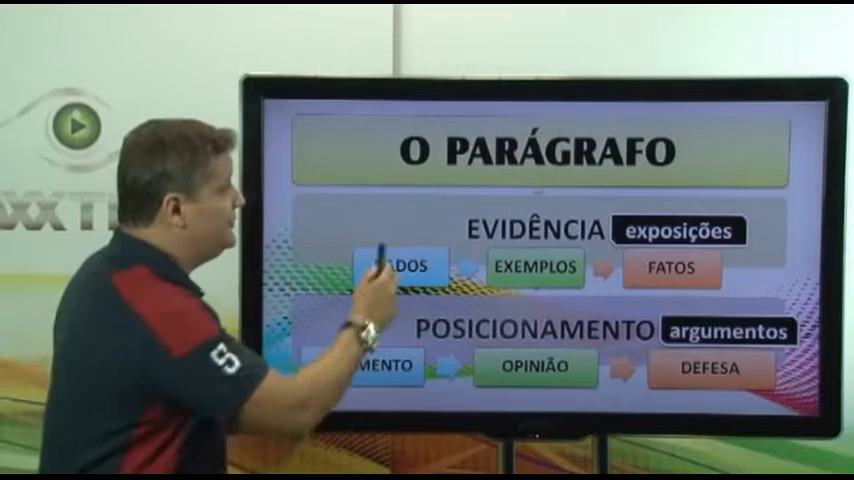 O PARÁGRAFO
EVIDÊNCIA exposições
EXEMPLOS FATOS
POSICIONAMENTO argumentos
OPINIÃO DEFESA
5